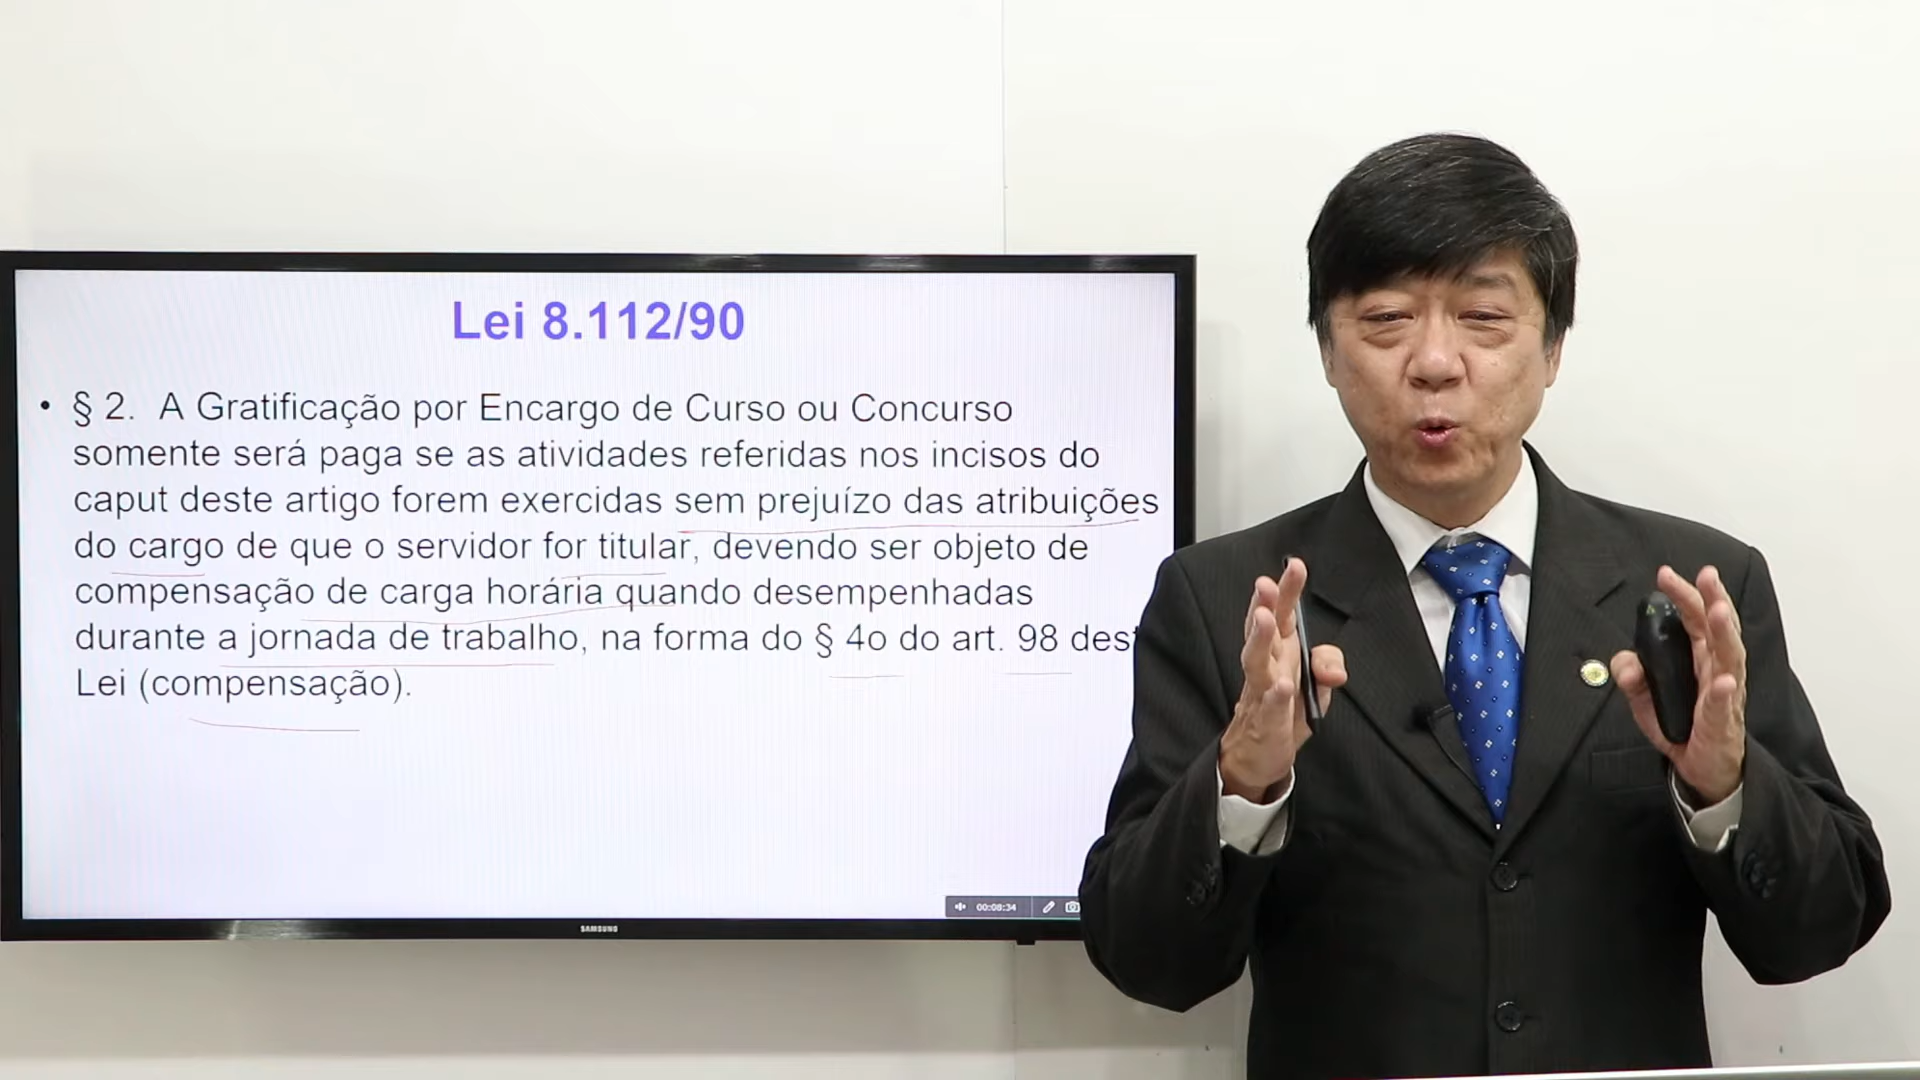 Lei 8.112/90
• § 2. A Gratificação por Encargo de Curso ou Concurso
somente será paga se as atividades referidas nos incisos do
caput deste artigo forem exercidas sem prejuízo das atribuições
do cargo de que o servidor for titular, devendo ser objeto de
compensação de carga horária quando desempenhadas
durante a jornada de trabalho, na forma do § 4o do art. 98 dest
Lei (compensação).
00:08:34
SAMSUNG